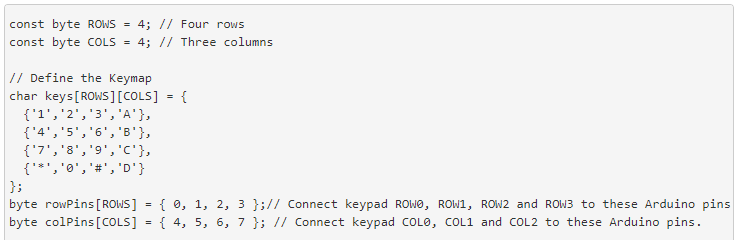 const byte ROWS = 4; // Four rows
const byte COLS = 4; // Three columns
// Define the Keymap
char keys[ROWS][COLS] = {
{'1','2','3','A'},
{'4','5','6','B'},
{'7','8','9','C'},
{'*','0','#','D'}
};
byte rowPins[ROWS] = { 0, 1, 2, 3 };// Connect keypad ROW0, ROW1, ROW2 and ROW3 to these Arduino pins
byte colPins[COLS] = { 4, 5, 6, 7 }; // Connect keypad COL0, COL1 and COL2 to these Arduino pins.